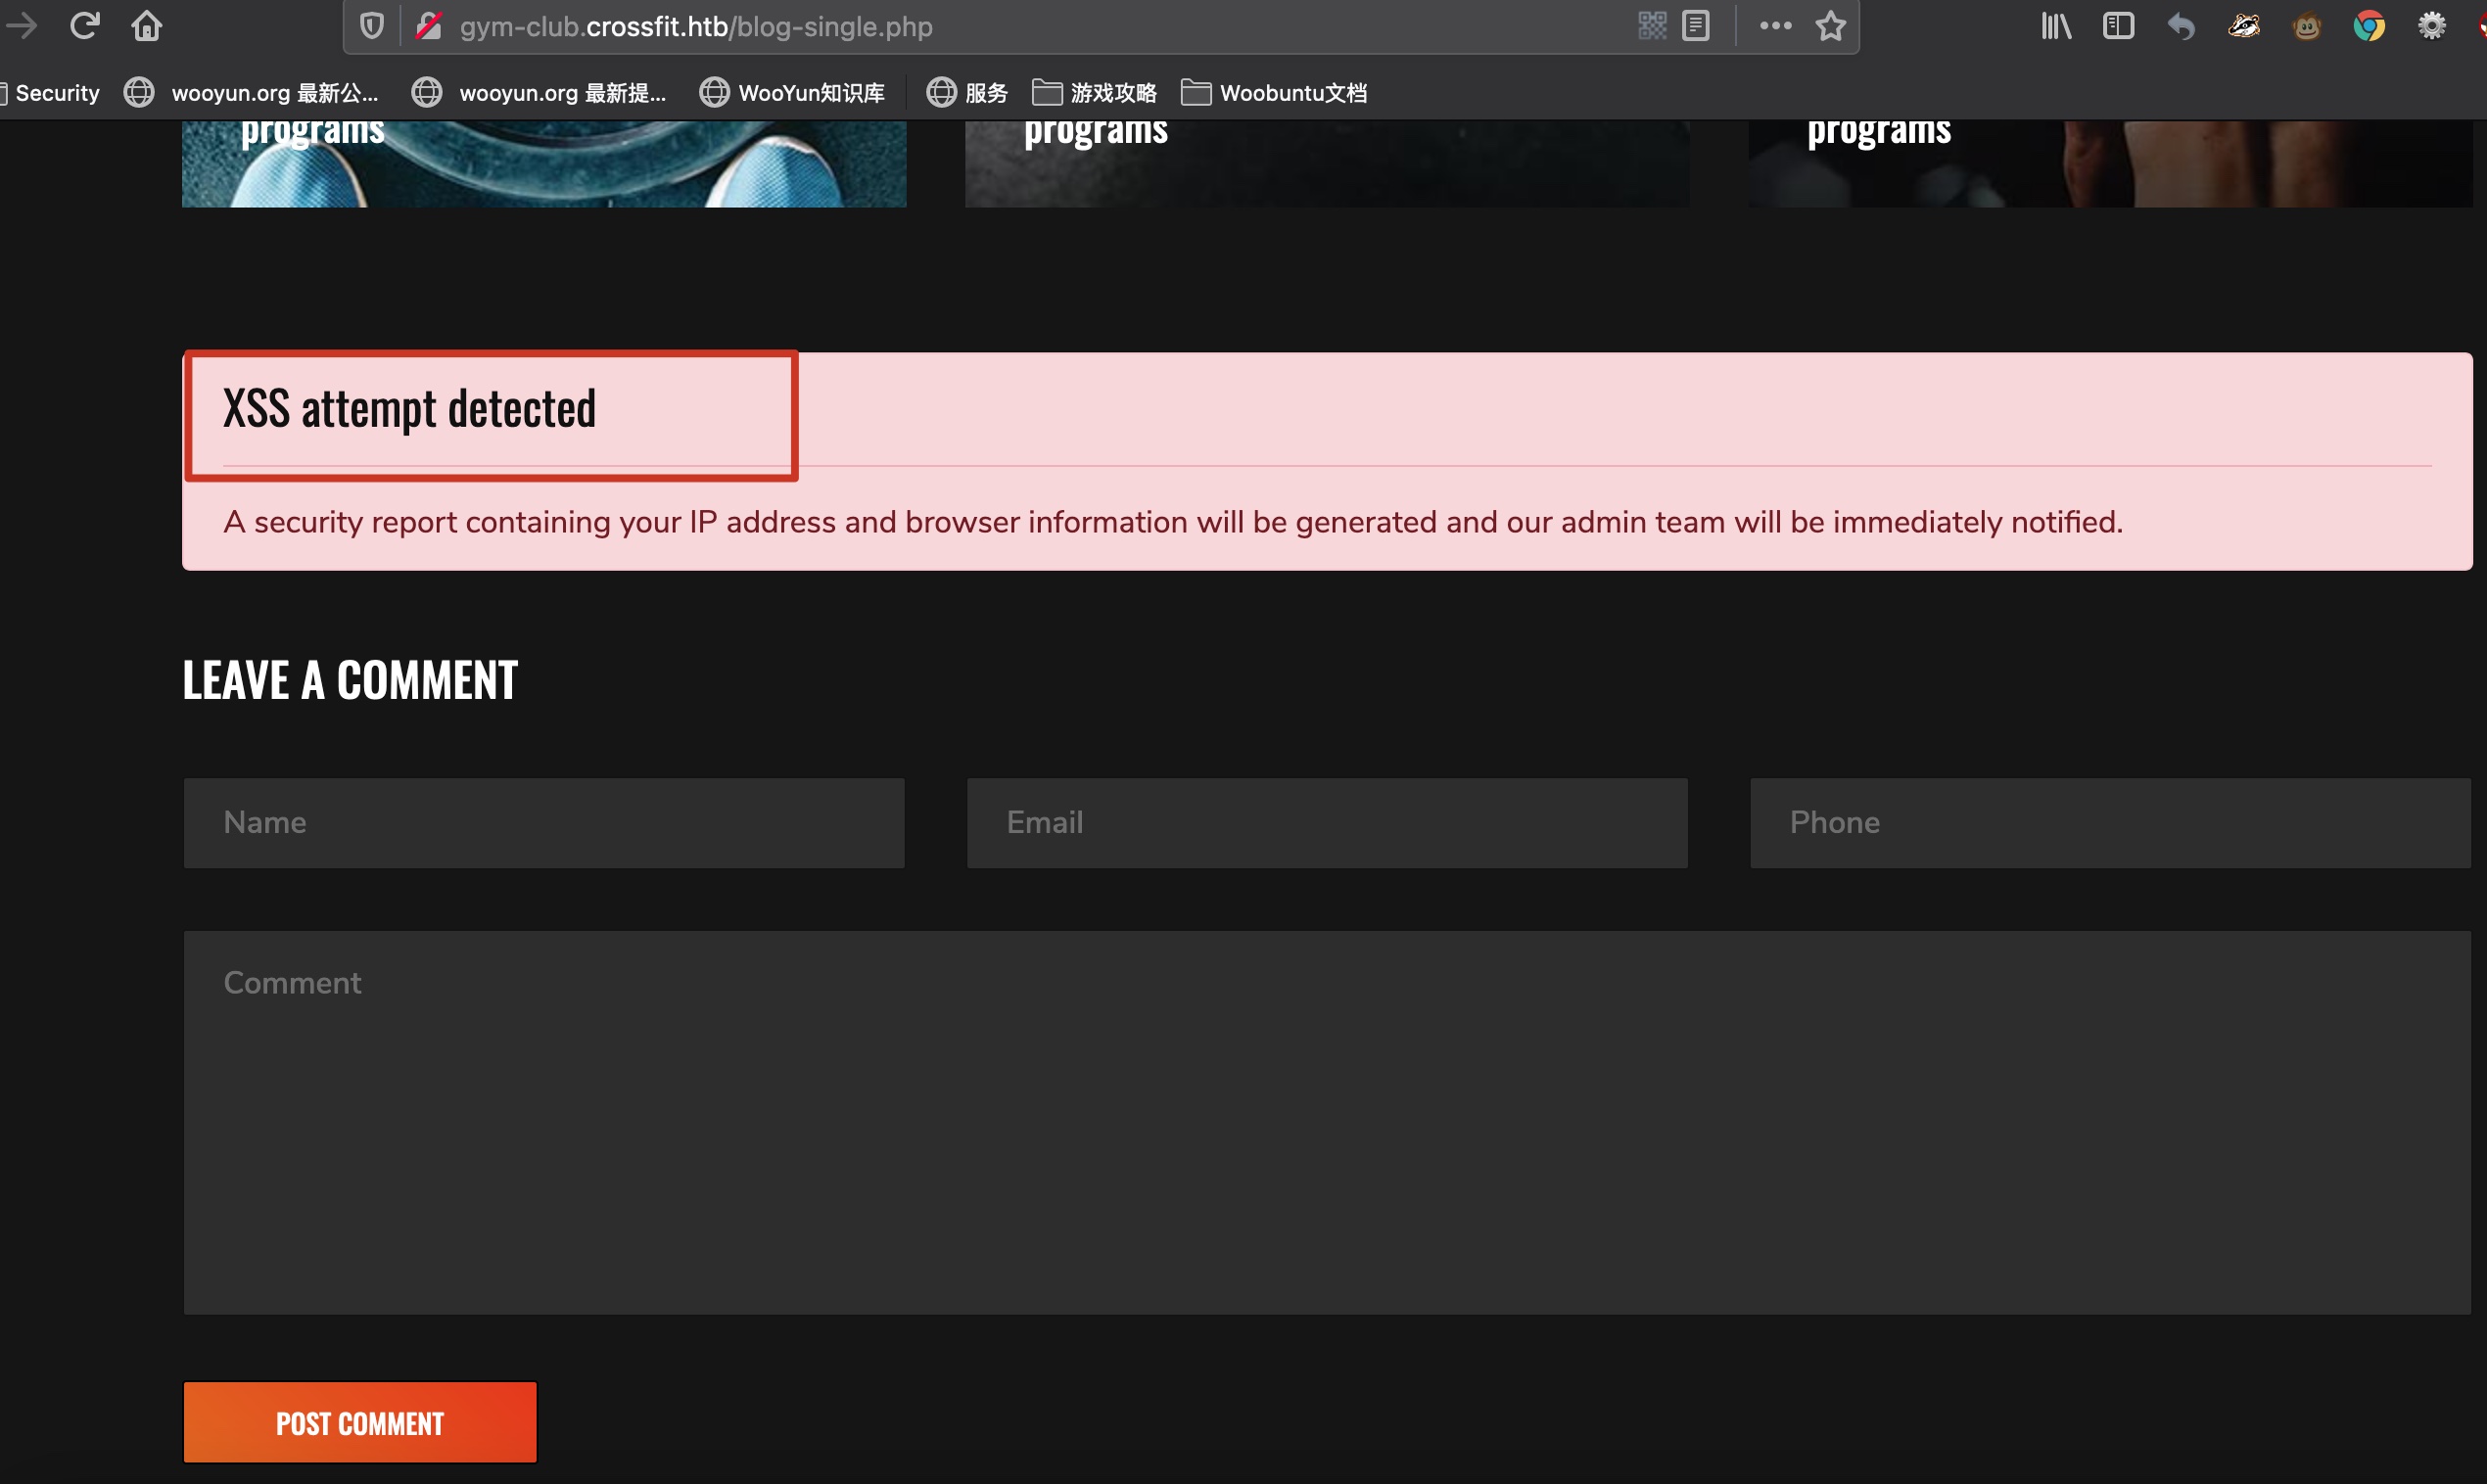 gym-club.crossfit.htb/blog-single.php
Security wooyun.org 最新公... wooyun.org 最新提... WooYun知识库 服务 游戏攻略 Woobuntu文档
programs programs programs
XSS attempt detected
A security report containing your IP address and browser information will be generated and our admin team will be immediately notified.
LEAVE A COMMENT
Name Email Phone
Comment
POST COMMENT